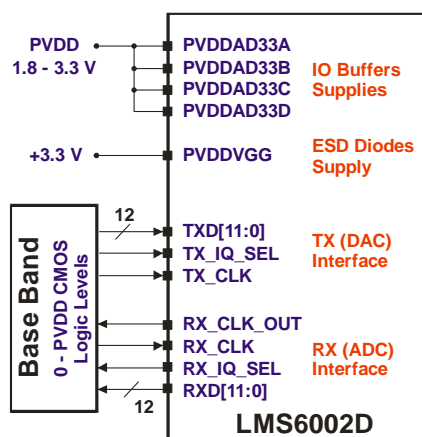 PVDD
1.8 - 3.3 V
PVDDAD33A
PVDDAD33B
PVDDAD33C
PVDDAD33D
IO Buffers
Supplies
+3.3 V
PVDDVGG
ESD Diodes
Supply
Base Band
0 - PVDD CMOS
Logic Levels
12
TXD[11:0]
TX_IQ_SEL
TX_CLK
TX (DAC)
Interface
RX_CLK_OUT
RX_CLK
RX_IQ_SEL
RXD[11:0]
12
RX (ADC)
Interface
LMS6002D